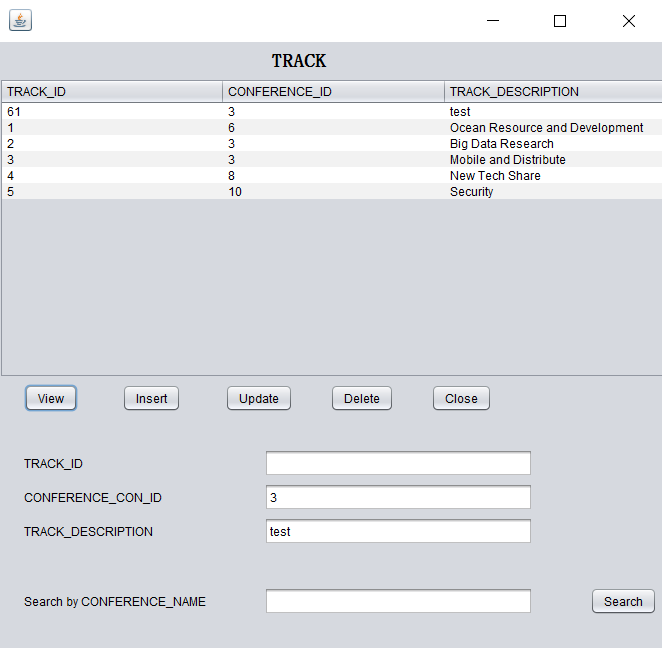 TRACK
TRACK_ID CONFERENCE_ID TRACK_DESCRIPTION
61 3 test
1 6 Ocean Resource and Development
2 3 Big Data Research
3 3 Mobile and Distribute
4 8 New Tech Share
5 10 Security
View Insert Update Delete Close
TRACK_ID
CONFERENCE_CON_ID 3
TRACK_DESCRIPTION test
Search by CONFERENCE_NAME Search